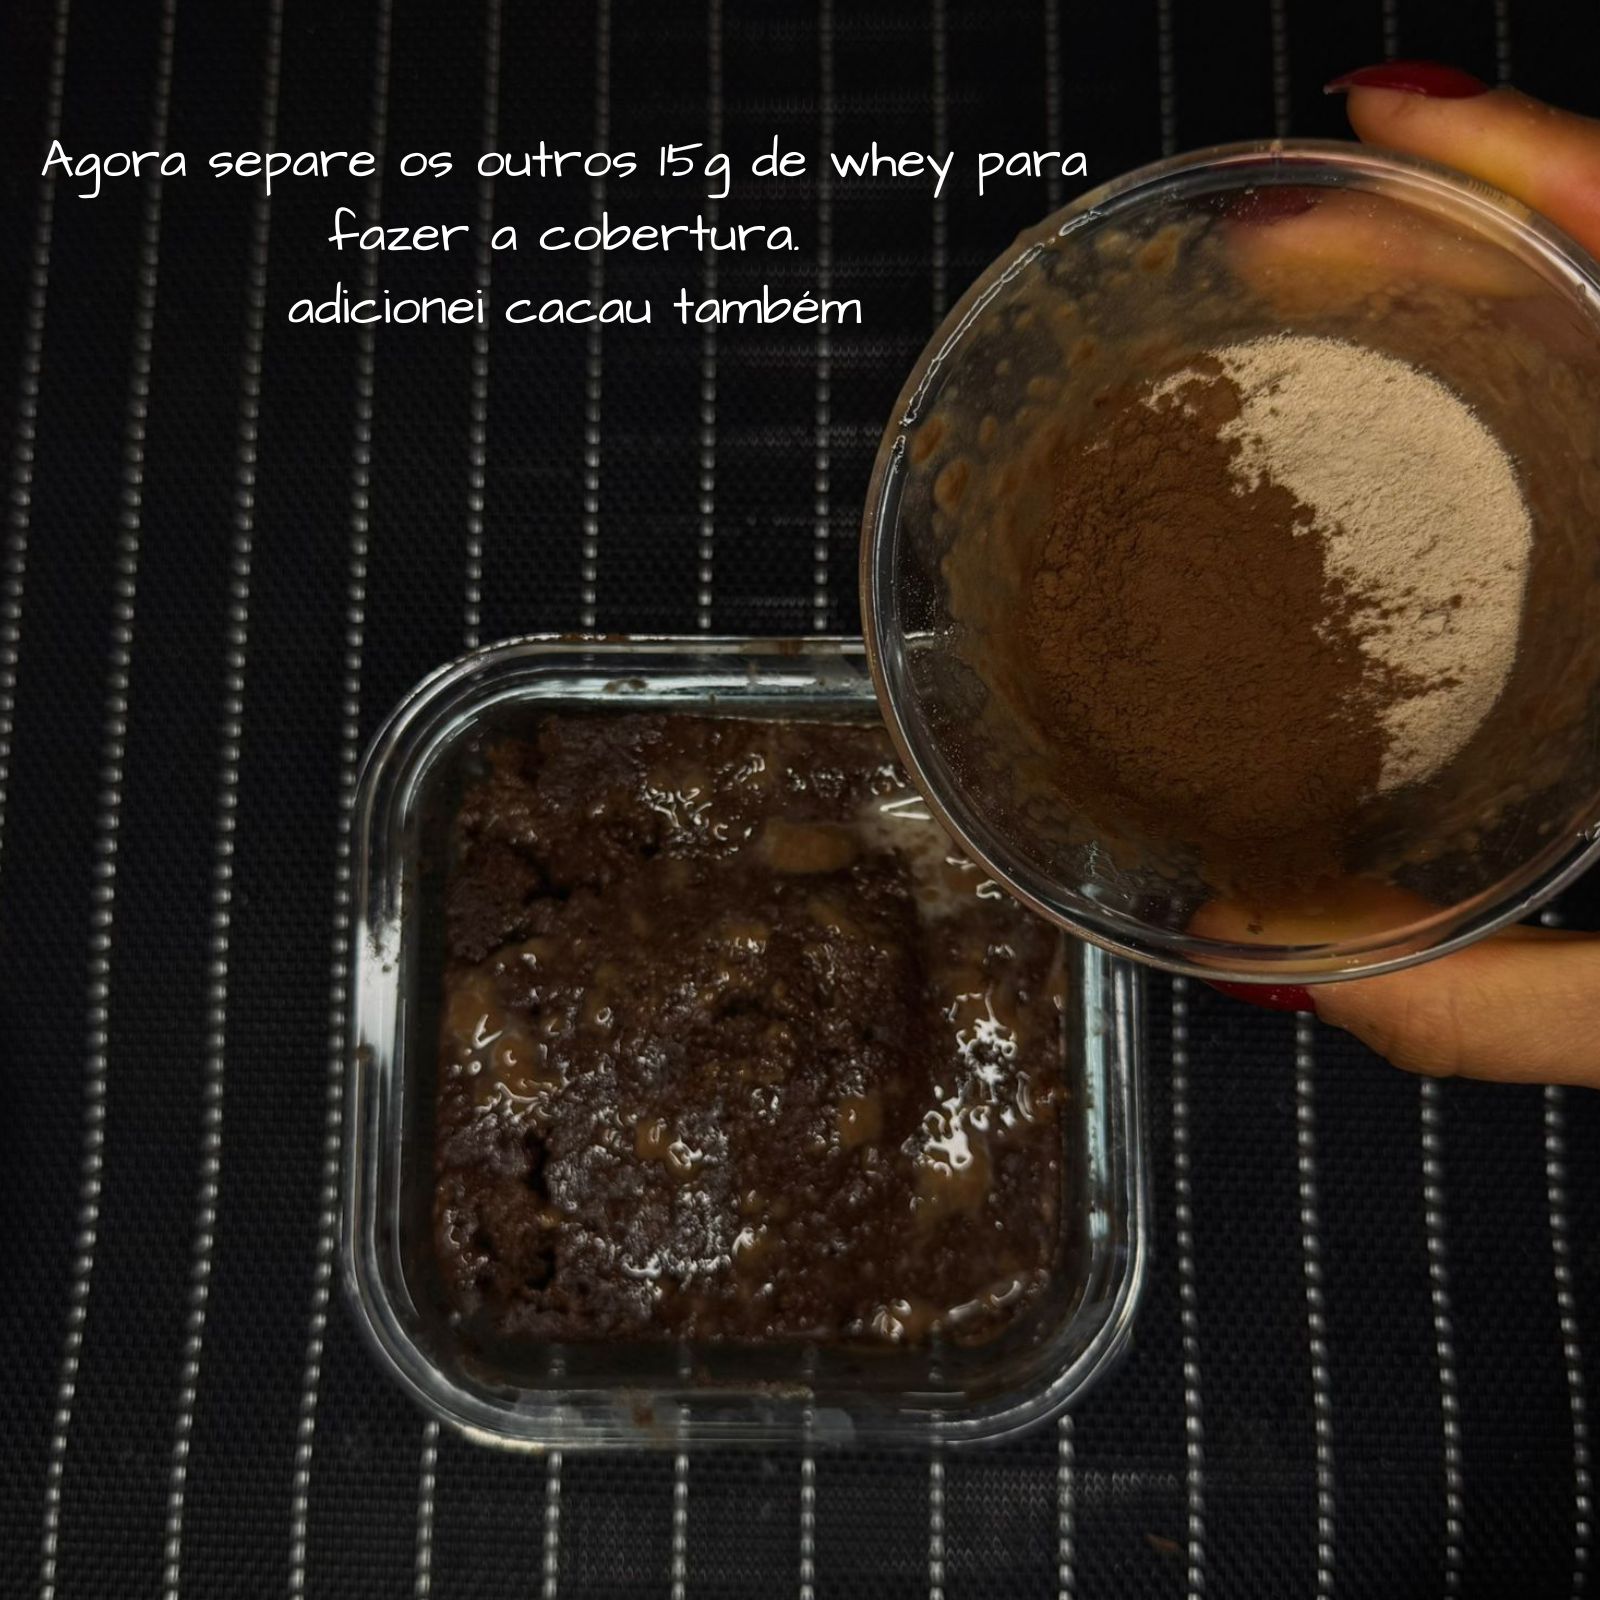 Agora separe os outros 15g de whey para
fazer a cobertura.
adicionei cacau também